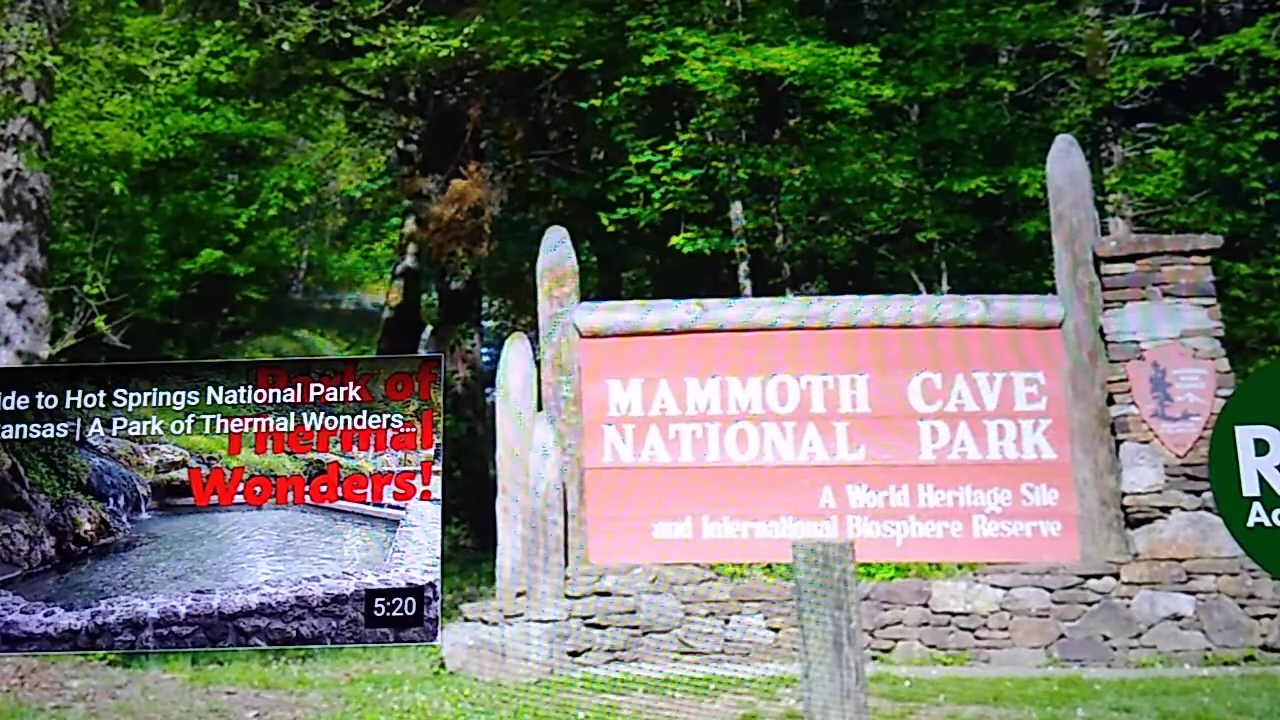 ide to Hot Springs National Park
ansas | A Park of Thermal Wonders...
Park of
Thermal
Wonders!
5:20
MAMMOTH CAVE
NATIONAL PARK
A World Heritage Site
and International Biosphere Reserve
R
Ad